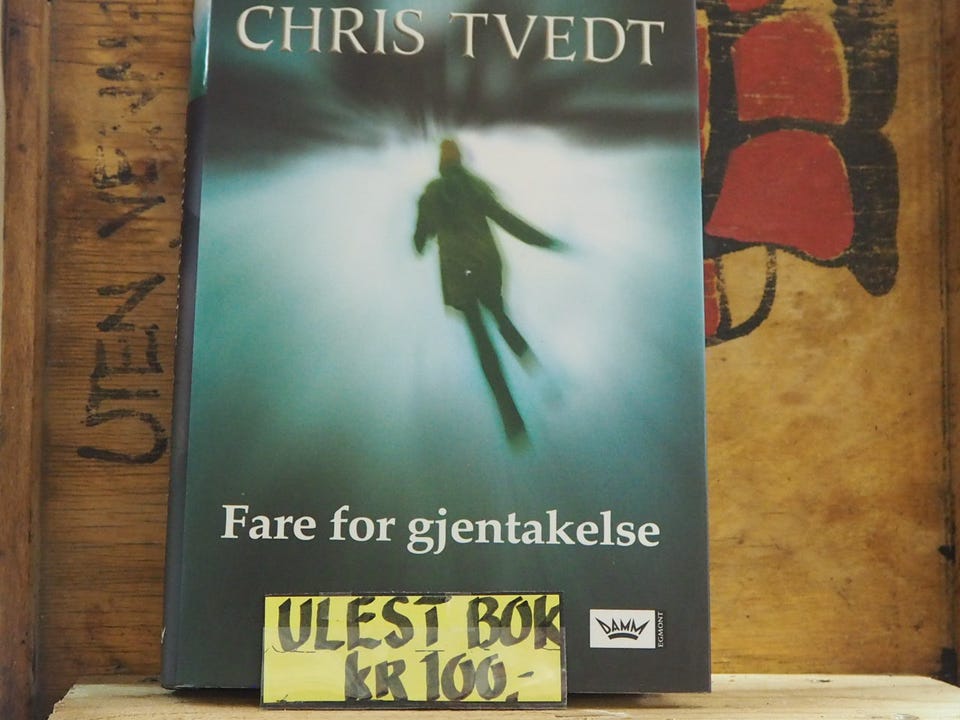 CHRIS TVEDT
Fare for gjentakelse
ULEST BOK
KR 100,-
DAMM
EGMONT
UTEN